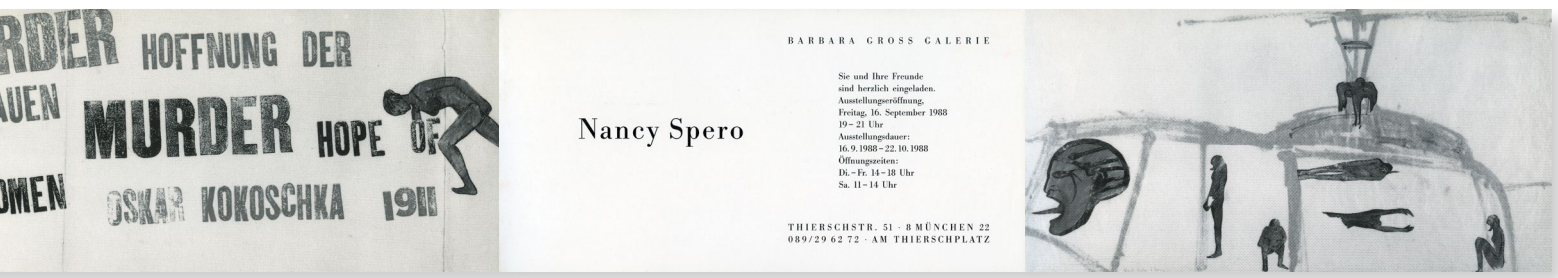 RDER HOFFNUNG DER
AUEN MURDER HOPE OF
OMEN OSKAR KOKOSCHKA 1911
Nancy Spero
BARBARA GROSS GALERIE
Sie und Ihre Freunde
sind herzlich eingeladen.
Ausstellungseröffnung,
Freitag, 16. September 1988
19 – 21 Uhr
Ausstellungsdauer:
16.9.1988 – 22.10.1988
Öffnungszeiten:
Di. – Fr. 14 – 18 Uhr
Sa. 11 – 14 Uhr
THIERSCHSTR. 51 · 8 MÜNCHEN 22
089/29 62 72 · AM THIERSCHPLATZ